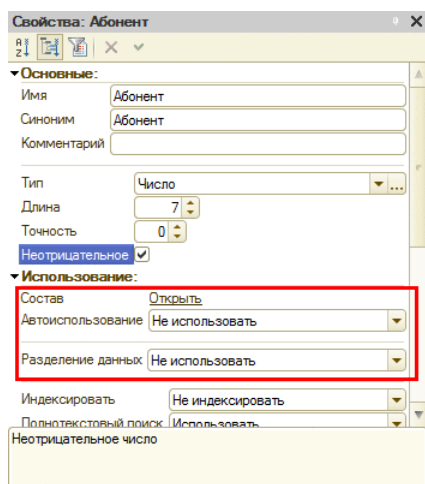 Свойства: Абонент
Основные:
Имя Абонент
Синоним Абонент
Комментарий
Тип Число
Длина 7
Точность 0
Неотрицательное
Использование:
Состав Открыть
Автоиспользование Не использовать
Разделение данных Не использовать
Индексировать Не индексировать
Полнотекстовый поиск Использовать
Неотрицательное число